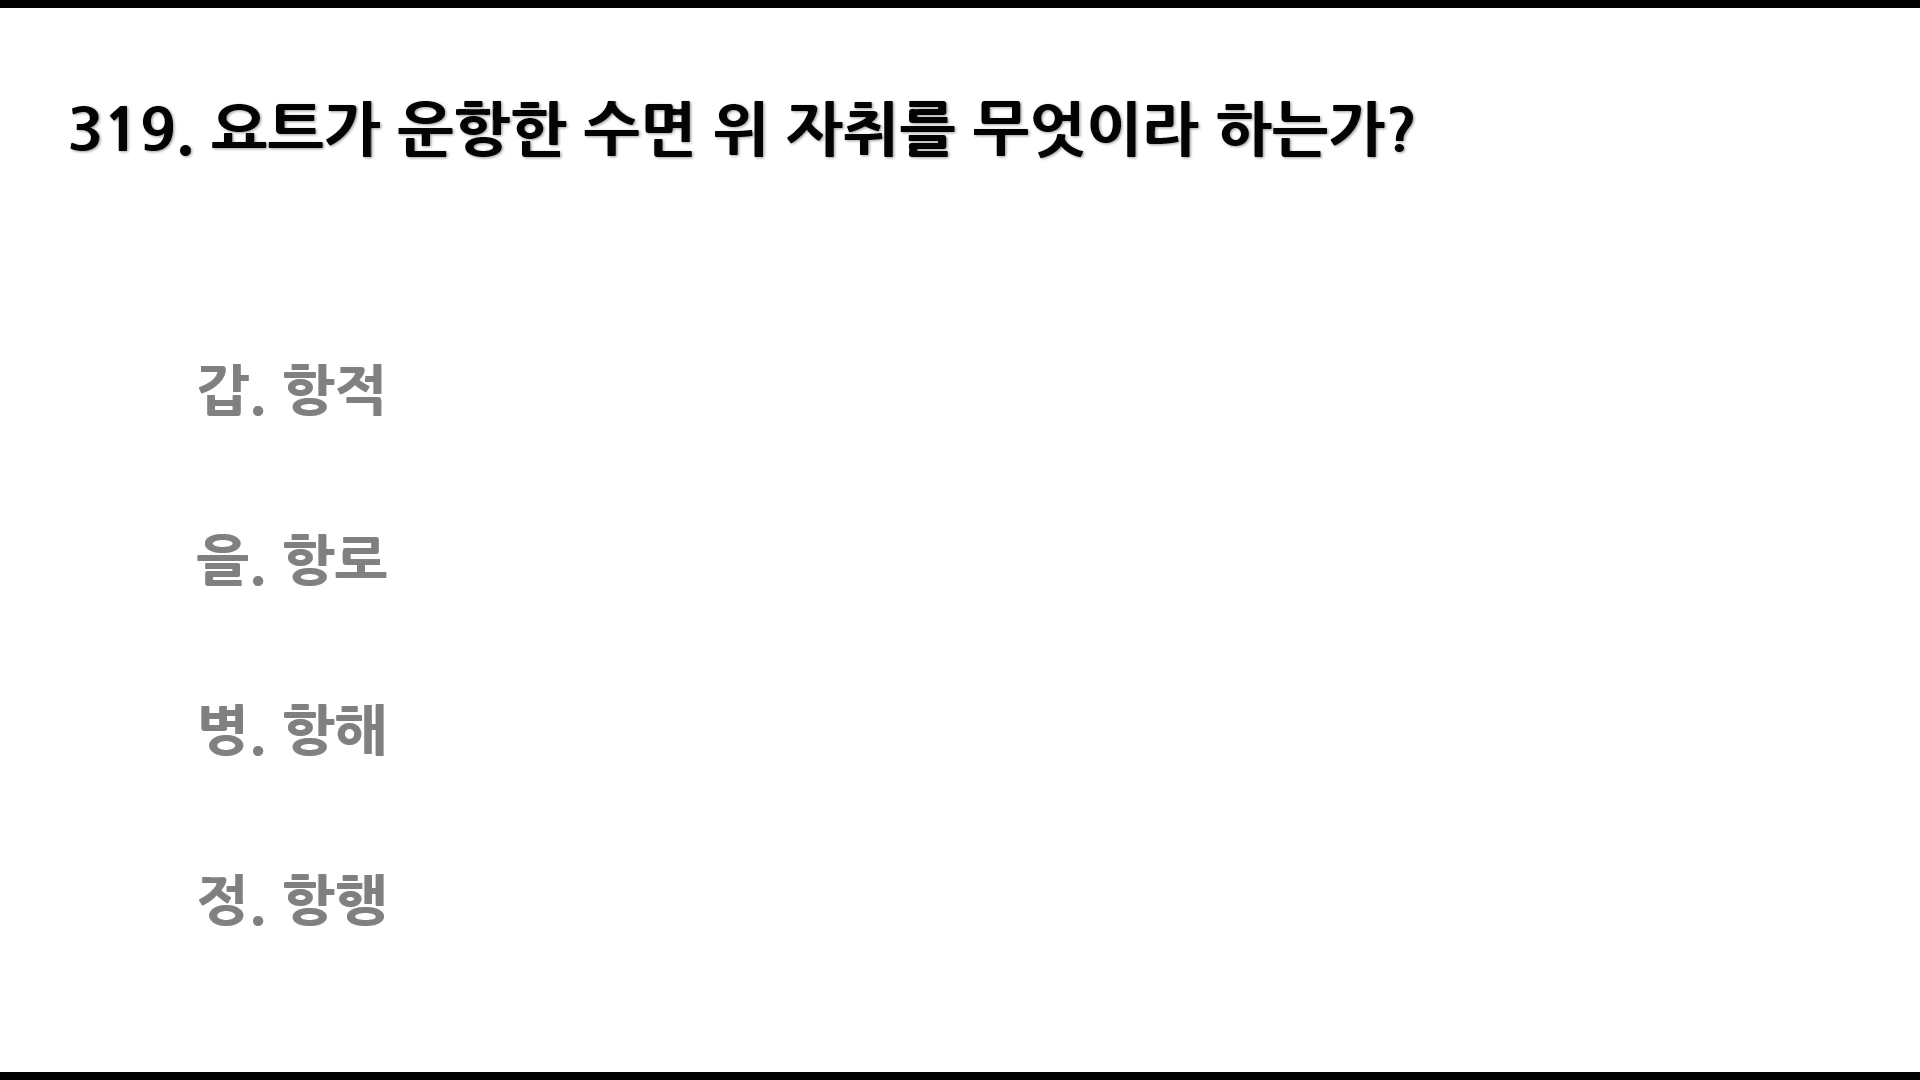 319. 요트가 운항한 수면 위 자취를 무엇이라 하는가?
갑. 항적
을. 항로
병. 항해
정. 항행